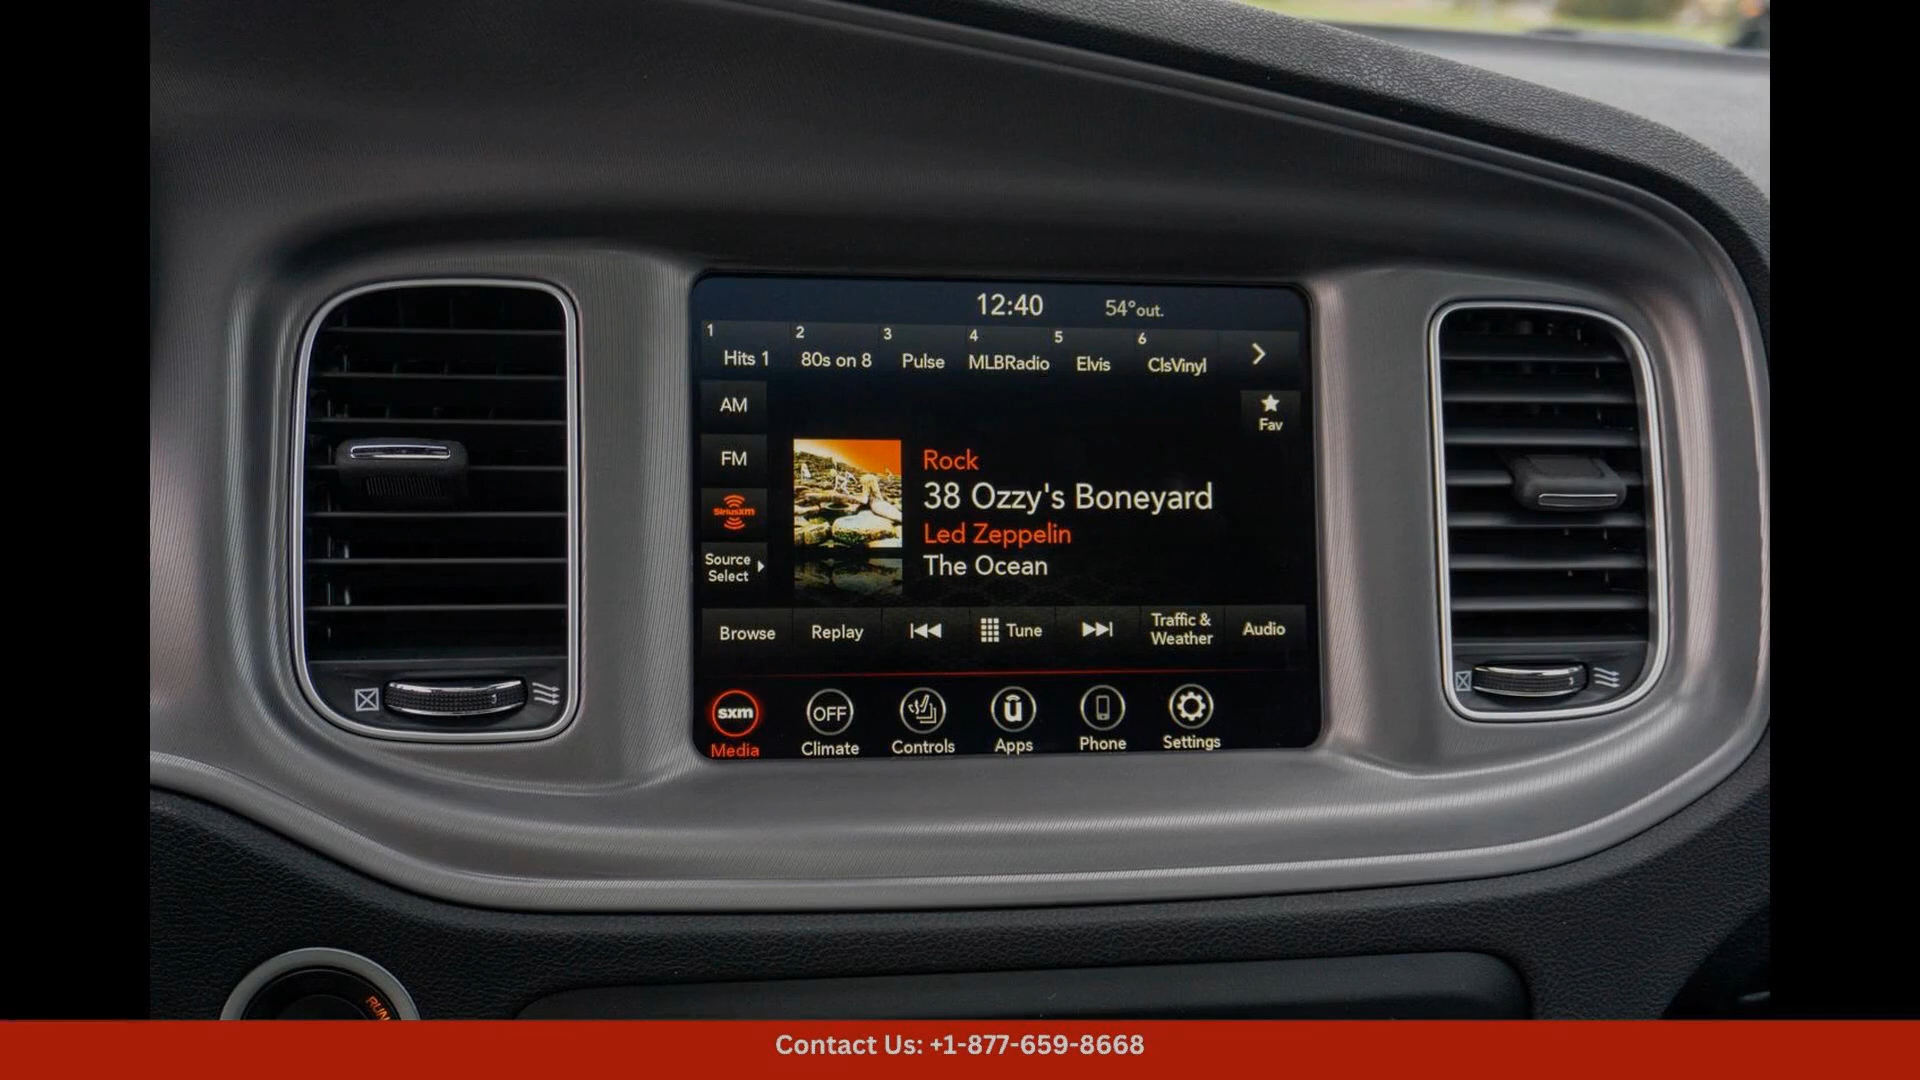 12:40 54°out.
1 2 3 4 5 6
Hits 1 80s on 8 Pulse MLBRadio Elvis ClsVinyl
AM
Fav
FM
Rock
38 Ozzy's Boneyard
siriusxm
Led Zeppelin
The Ocean
Source
Select
Browse Replay Tune Traffic &
Weather Audio
sxm OFF
Media Climate Controls Apps Phone Settings
RUN
Contact Us: +1-877-659-8668